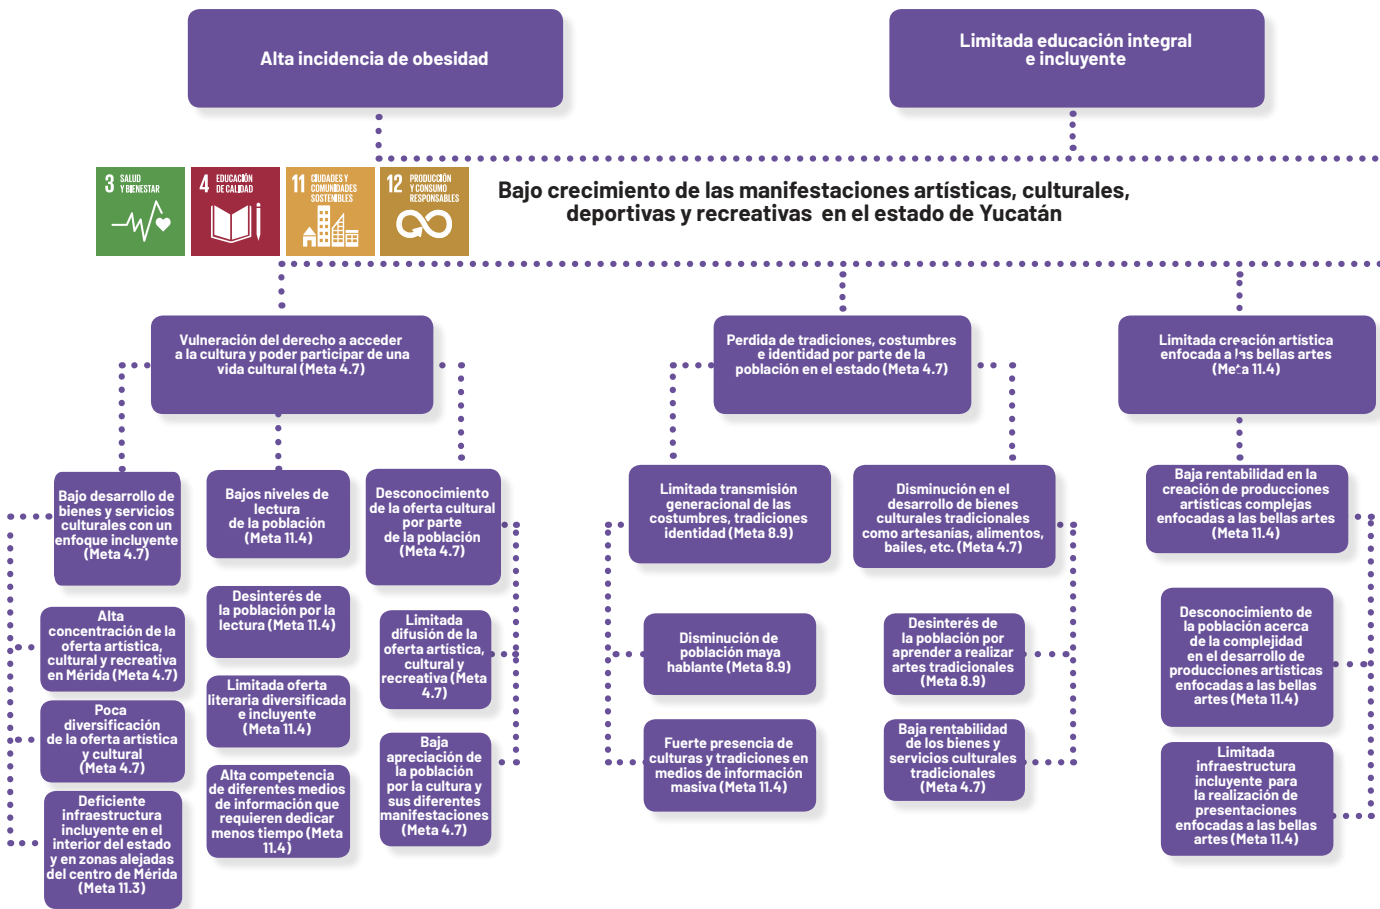 Alta incidencia de obesidad
Limitada educación integral
e incluyente
3 SALUD
Y BIENESTAR
4 EDUCACIÓN
DE CALIDAD
11 CIUDADES Y
COMUNIDADES
SOSTENIBLES
12 PRODUCCIÓN
Y CONSUMO
RESPONSABLES
Bajo crecimiento de las manifestaciones artísticas, culturales,
deportivas y recreativas en el estado de Yucatán
Vulneración del derecho a acceder
a la cultura y poder participar de una
vida cultural (Meta 4.7)
Perdida de tradiciones, costumbres
e identidad por parte de la
población en el estado (Meta 4.7)
Limitada creación artística
enfocada a las bellas artes
(Meta 11.4)
Bajo desarrollo de
bienes y servicios
culturales con un
enfoque incluyente
(Meta 4.7)
Alta
concentración de la
oferta artística,
cultural y recreativa
en Mérida (Meta 4.7)
Poca
diversificación
de la oferta artística
y cultural
(Meta 4.7)
Deficiente
infraestructura
incluyente en el
interior del estado
y en zonas alejadas
del centro de Mérida
(Meta 11.3)
Bajos niveles de
lectura
de la población
(Meta 11.4)
Desinterés de
la población por la
lectura (Meta 11.4)
Limitada oferta
literaria diversificada
e incluyente
(Meta 11.4)
Alta competencia
de diferentes medios
de información que
requieren dedicar
menos tiempo (Meta
11.4)
Desconocimiento
de la oferta cultural
por parte
de la población
(Meta 4.7)
Limitada
difusión de la
oferta artística,
cultural y
recreativa (Meta
4.7)
Baja
apreciación de
la población
por la cultura y
sus diferentes
manifestaciones
(Meta 4.7)
Limitada transmisión
generacional de las
costumbres, tradiciones
identidad (Meta 8.9)
Disminución de
población maya
hablante (Meta 8.9)
Fuerte presencia de
culturas y tradiciones en
medios de información
masiva (Meta 11.4)
Disminución en el
desarrollo de bienes
culturales tradicionales
como artesanías, alimentos,
bailes, etc. (Meta 4.7)
Desinterés de
la población por
aprender a realizar
artes tradicionales
(Meta 8.9)
Baja rentabilidad
de los bienes y
servicios culturales
tradicionales
(Meta 4.7)
Baja rentabilidad en la
creación de producciones
artísticas complejas
enfocadas a las bellas artes
(Meta 11.4)
Desconocimiento de
la población acerca
de la complejidad
en el desarrollo de
producciones artísticas
enfocadas a las bellas
artes (Meta 11.4)
Limitada
infraestructura
incluyente para
la realización de
presentaciones
enfocadas a las bellas
artes (Meta 11.4)